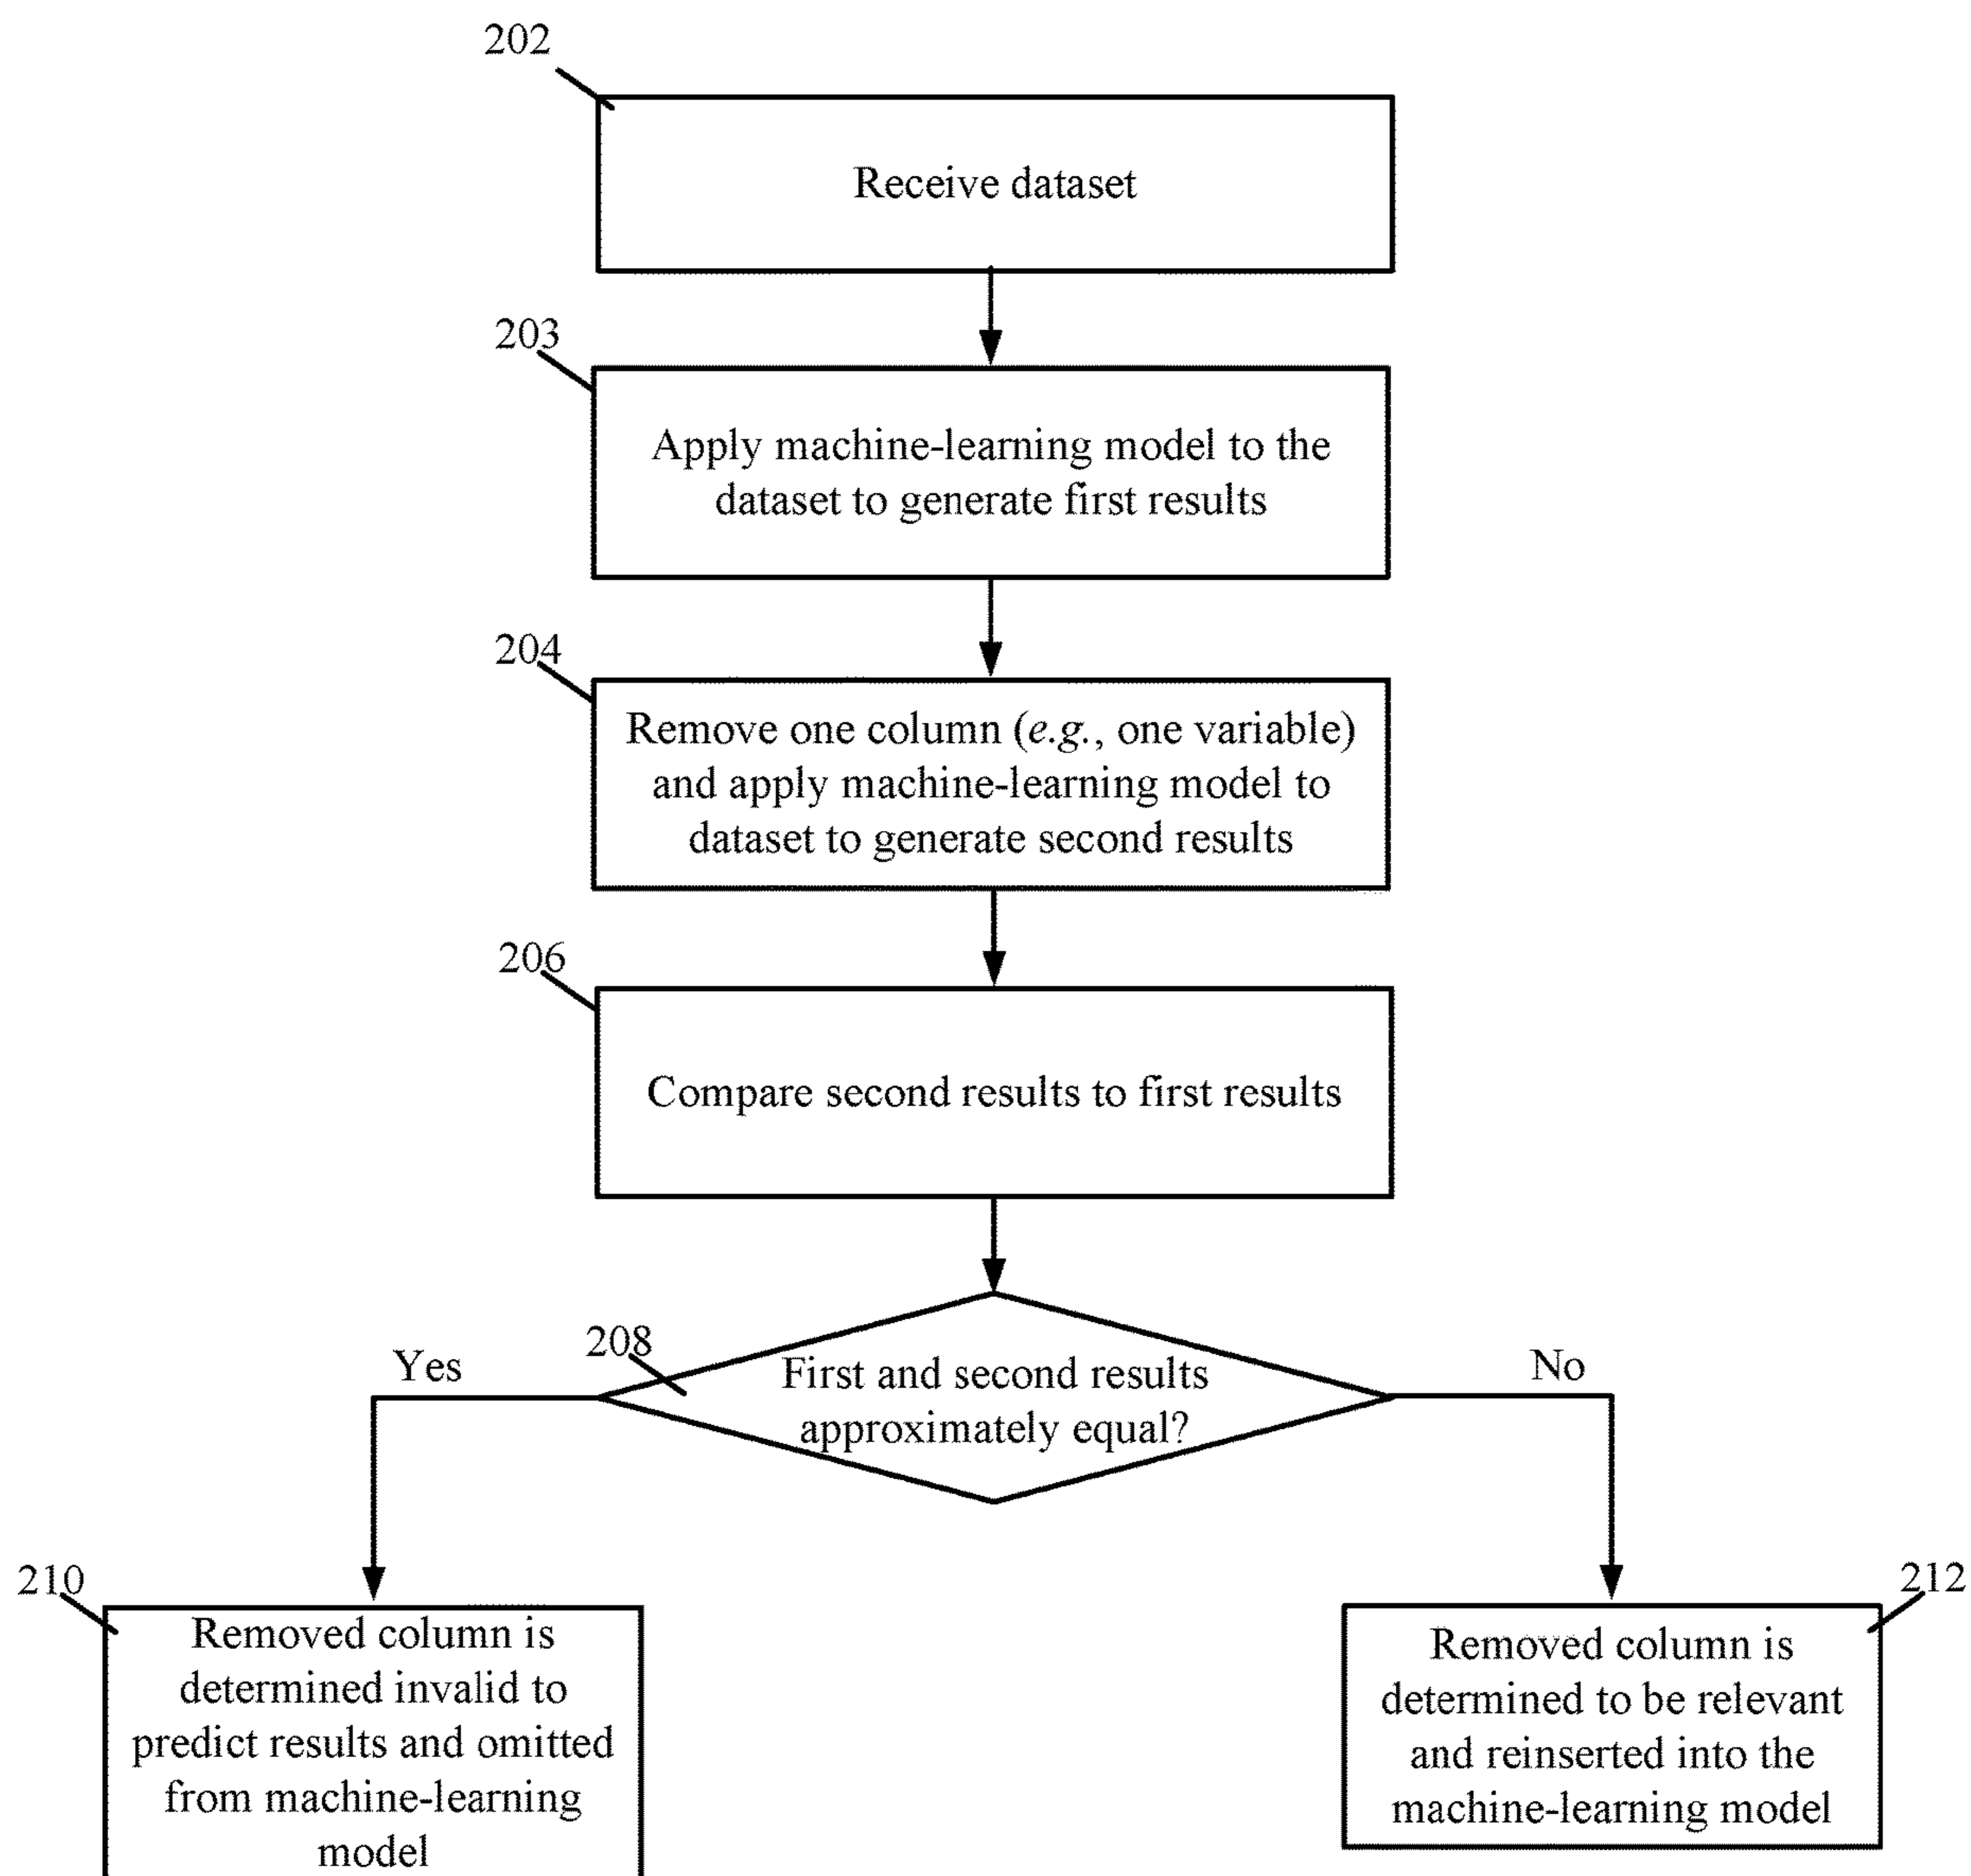 202
Receive dataset
203
Apply machine-learning model to the
dataset to generate first results
204
Remove one column (e.g., one variable)
and apply machine-learning model to
dataset to generate second results
206
Compare second results to first results
208
First and second results
approximately equal?
Yes
No
210
Removed column is
determined invalid to
predict results and omitted
from machine-learning
model
212
Removed column is
determined to be relevant
and reinserted into the
machine-learning model